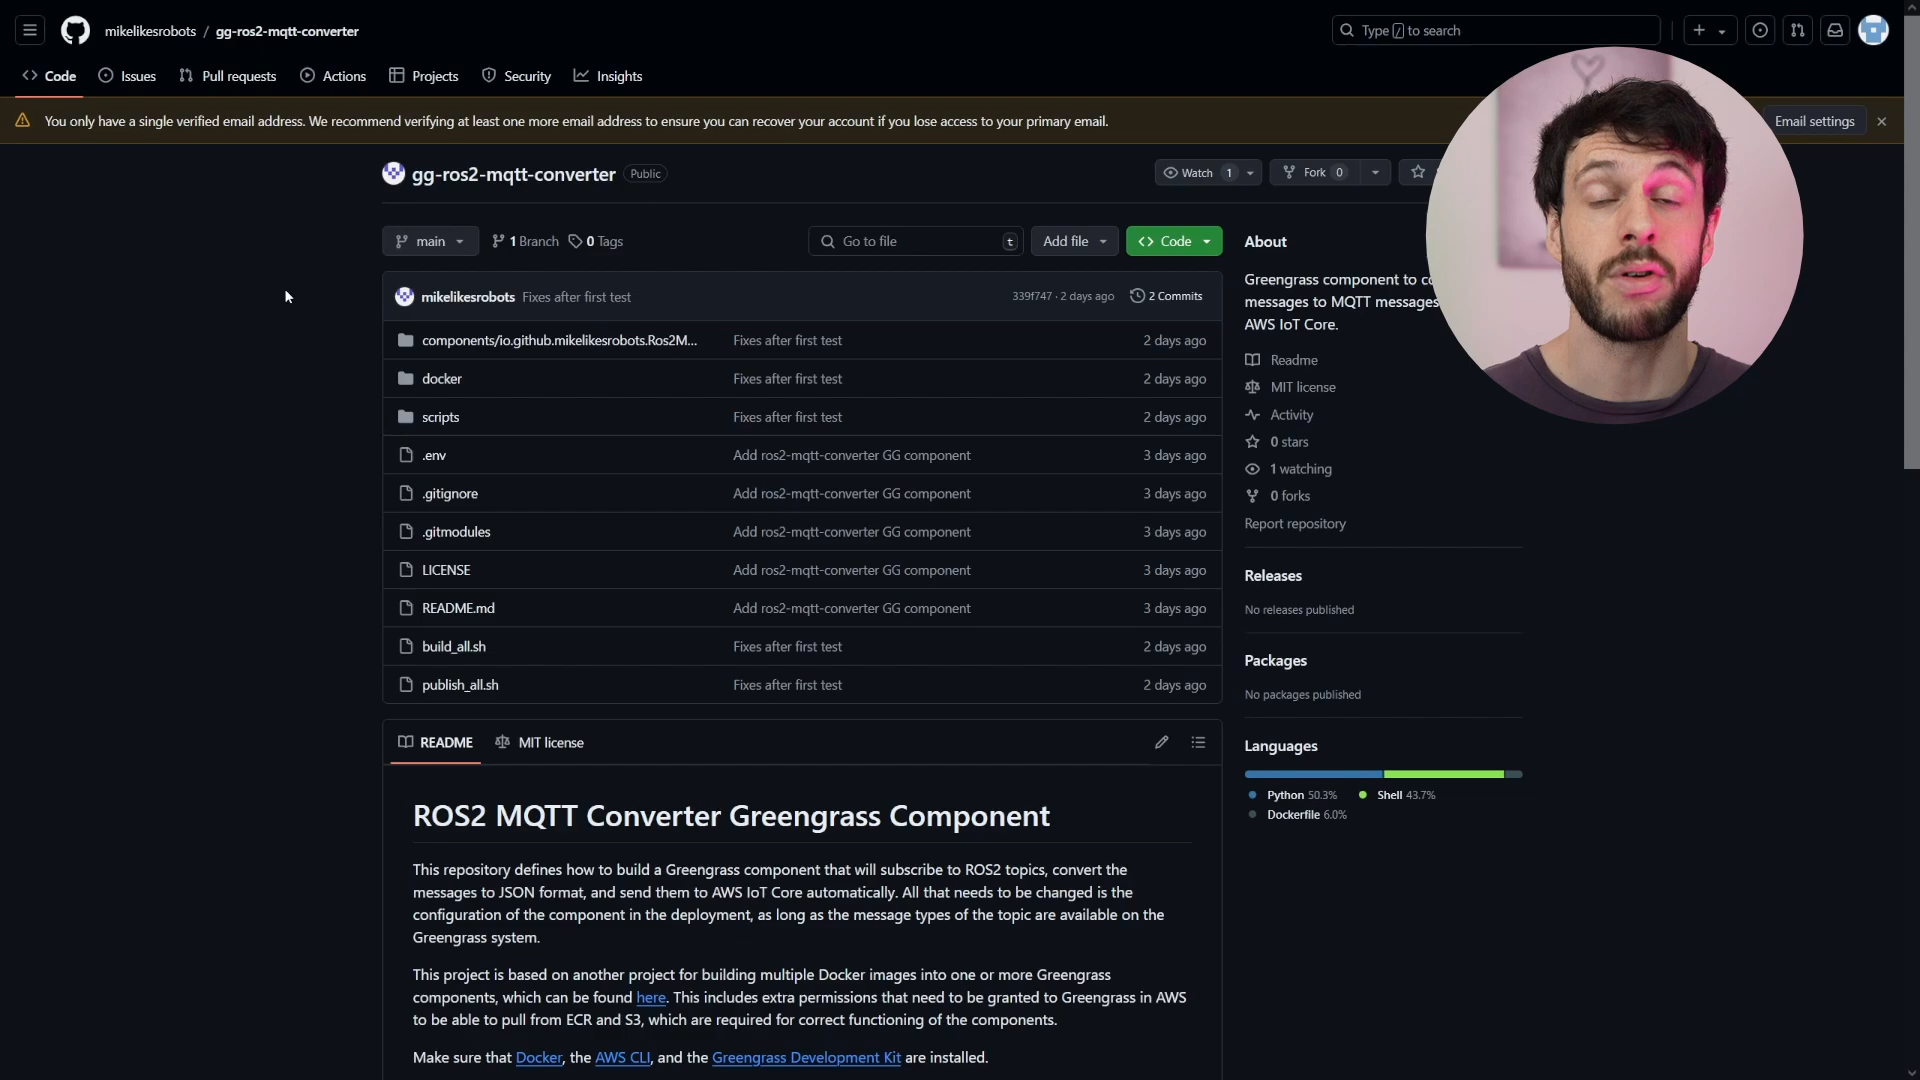 mikelikesrobots / gg-ros2-mqtt-converter
Type / to search
Code
Issues
Pull requests
Actions
Projects
Security
Insights
You only have a single verified email address. We recommend verifying at least one more email address to ensure you can recover your account if you lose access to your primary email.
Email settings
gg-ros2-mqtt-converter
Public
Watch 1
Fork 0
main
1 Branch
0 Tags
Go to file
t
Add file
Code
mikelikesrobots Fixes after first test
339f747 · 2 days ago
2 Commits
components/io.github.mikelikesrobots.Ros2M... Fixes after first test 2 days ago
docker Fixes after first test 2 days ago
scripts Fixes after first test 2 days ago
.env Add ros2-mqtt-converter GG component 3 days ago
.gitignore Add ros2-mqtt-converter GG component 3 days ago
.gitmodules Add ros2-mqtt-converter GG component 3 days ago
LICENSE Add ros2-mqtt-converter GG component 3 days ago
README.md Add ros2-mqtt-converter GG component 3 days ago
build_all.sh Fixes after first test 2 days ago
publish_all.sh Fixes after first test 2 days ago
README
MIT license
ROS2 MQTT Converter Greengrass Component
This repository defines how to build a Greengrass component that will subscribe to ROS2 topics, convert the
messages to JSON format, and send them to AWS IoT Core automatically. All that needs to be changed is the
configuration of the component in the deployment, as long as the message types of the topic are available on the
Greengrass system.
This project is based on another project for building multiple Docker images into one or more Greengrass
components, which can be found here. This includes extra permissions that need to be granted to Greengrass in AWS
to be able to pull from ECR and S3, which are required for correct functioning of the components.
Make sure that Docker, the AWS CLI, and the Greengrass Development Kit are installed.
About
Greengrass component to
messages to MQTT messages
AWS IoT Core.
Readme
MIT license
Activity
0 stars
1 watching
0 forks
Report repository
Releases
No releases published
Packages
No packages published
Languages
Python 50.3%
Shell 43.7%
Dockerfile 6.0%